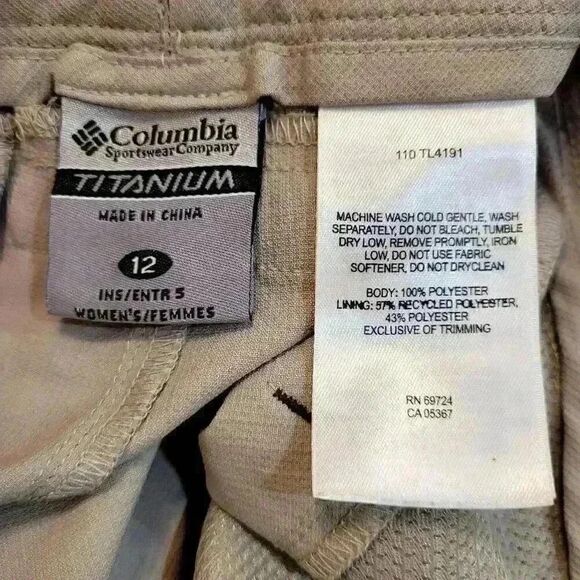 Columbia
Sportswear Company
TITANIUM
MADE IN CHINA
12
INS/ENTR 5
WOMEN'S/FEMMES
110 TL4191
MACHINE WASH COLD GENTLE, WASH
SEPARATELY, DO NOT BLEACH, TUMBLE
DRY LOW, REMOVE PROMPTLY, IRON
LOW, DO NOT USE FABRIC
SOFTENER, DO NOT DRYCLEAN
BODY: 100% POLYESTER
LINING: 57% RECYCLED POLYESTER,
43% POLYESTER
EXCLUSIVE OF TRIMMING
RN 69724
CA 05367